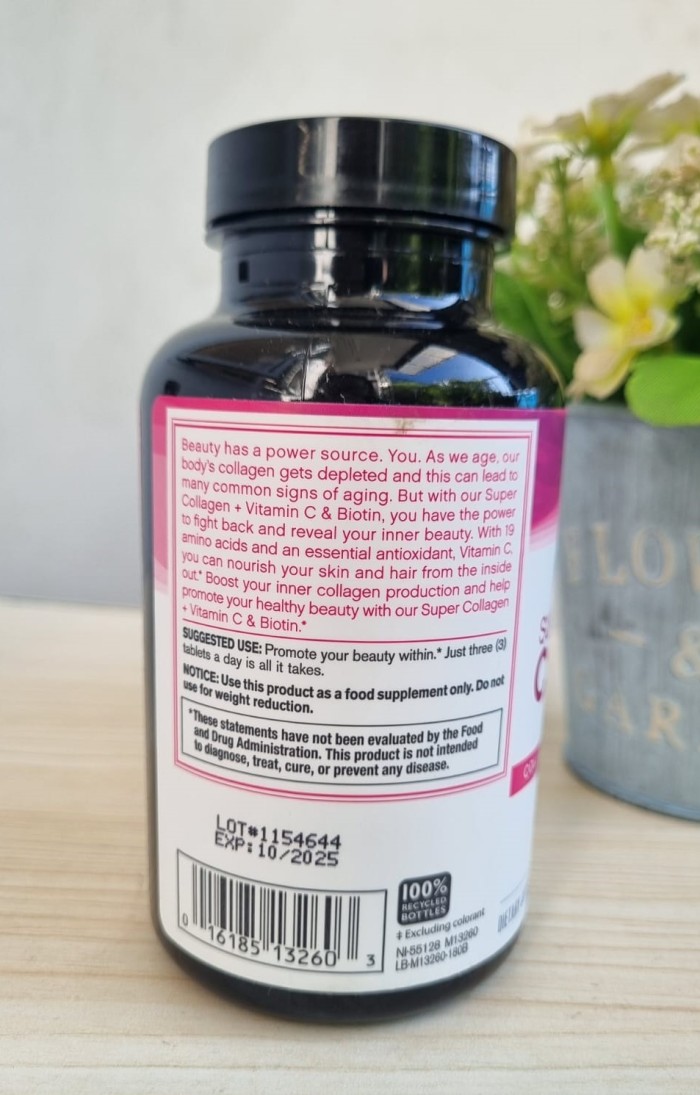 Beauty has a power source. You. As we age, our
body's collagen gets depleted and this can lead to
many common signs of aging. But with our Super
Collagen + Vitamin C & Biotin, you have the power
to fight back and reveal your inner beauty. With 19
amino acids and an essential antioxidant, Vitamin C,
you can nourish your skin and hair from the inside
out.* Boost your inner collagen production and help
promote your healthy beauty with our Super Collagen
+ Vitamin C & Biotin.*
SUGGESTED USE: Promote your beauty within.* Just three (3)
tablets a day is all it takes.
NOTICE: Use this product as a food supplement only. Do not
use for weight reduction.
*These statements have not been evaluated by the Food
and Drug Administration. This product is not intended
to diagnose, treat, cure, or prevent any disease.
LOT#1154644
EXP:10/2025
0 16185 13260 3
100%
RECYCLED
BOTTLES
‡ Excluding colorant
NI-55128 M13260
LB-M13260-180B
&